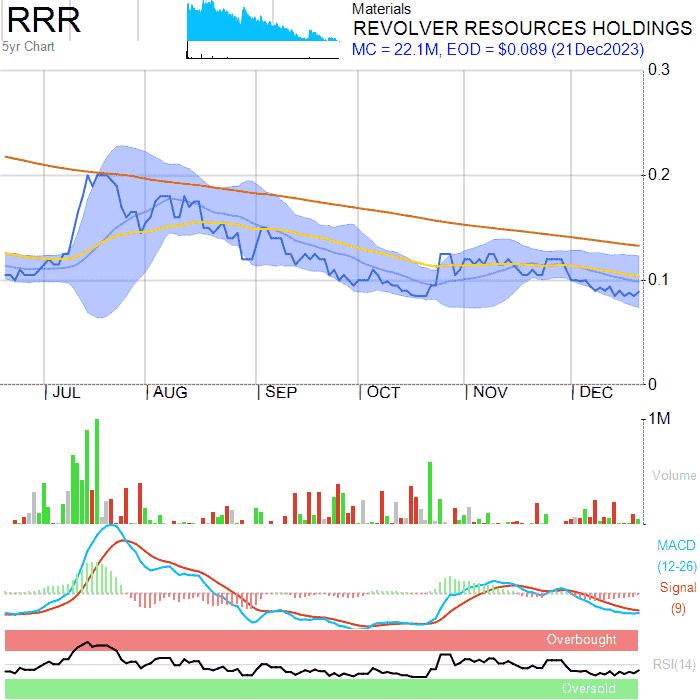 RRR
5yr Chart
Materials
REVOLVER RESOURCES HOLDINGS
MC = 22.1M, EOD = $0.089 (21Dec2023)
0.3
0.2
0.1
0
JUL AUG SEP OCT NOV DEC
1M
Volume
MACD
(12-26)
Signal
(9)
Overbought
RSI(14)
Oversold